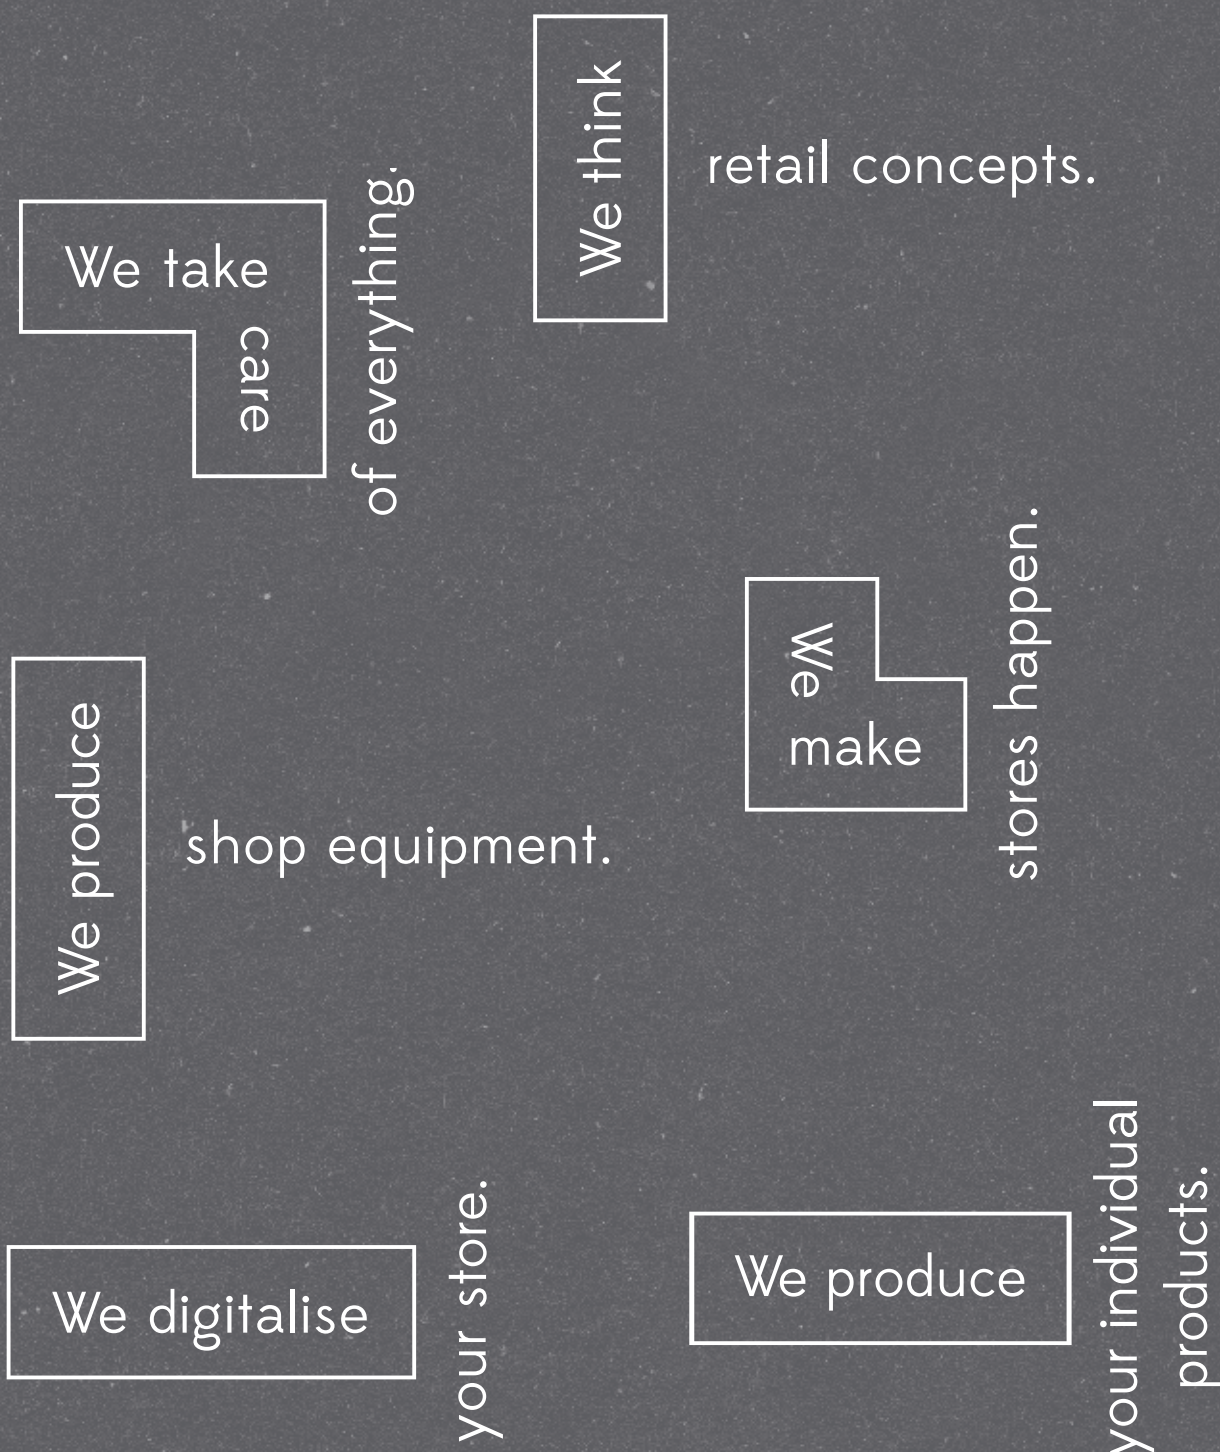 We think
retail concepts.
We take
care
of everything.
We
make
stores happen.
We produce
shop equipment.
We digitalise
your store.
We produce
your individual
products.